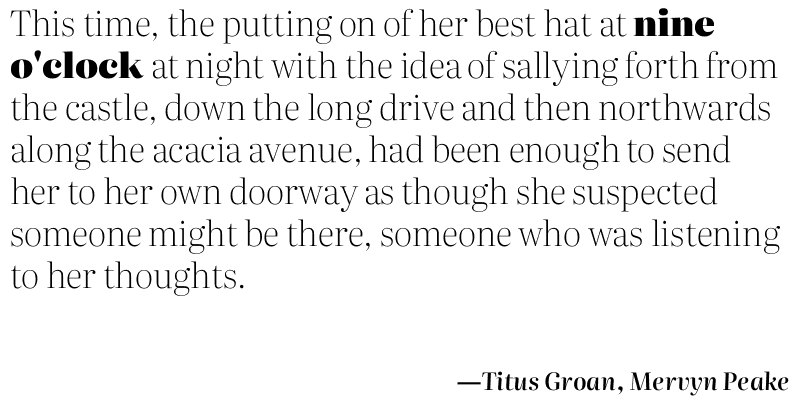 This time, the putting on of her best hat at nine
o'clock at night with the idea of sallying forth from
the castle, down the long drive and then northwards
along the acacia avenue, had been enough to send
her to her own doorway as though she suspected
someone might be there, someone who was listening
to her thoughts.
—Titus Groan, Mervyn Peake